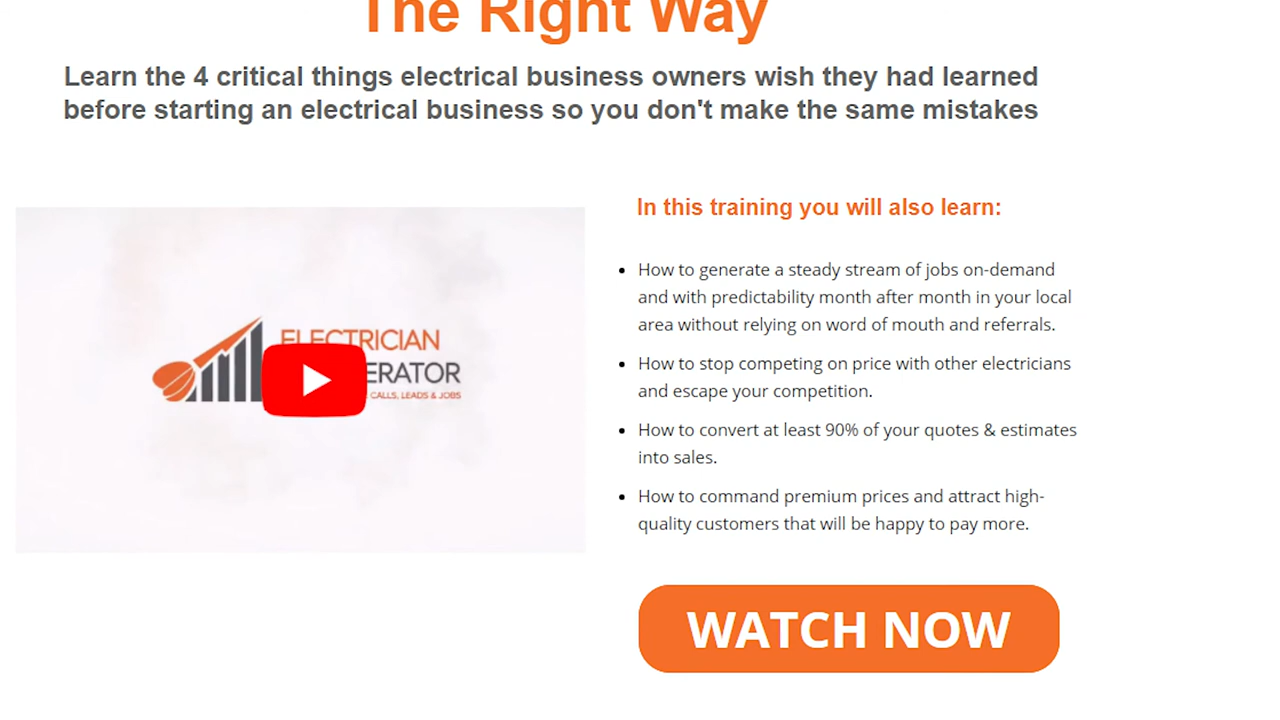 The Right Way
Learn the 4 critical things electrical business owners wish they had learned
before starting an electrical business so you don't make the same mistakes
ELECTRICIAN
CALLS, LEADS & JOBS
In this training you will also learn:
How to generate a steady stream of jobs on-demand
and with predictability month after month in your local
area without relying on word of mouth and referrals.
How to stop competing on price with other electricians
and escape your competition.
How to convert at least 90% of your quotes & estimates
into sales.
How to command premium prices and attract high-
quality customers that will be happy to pay more.
WATCH NOW